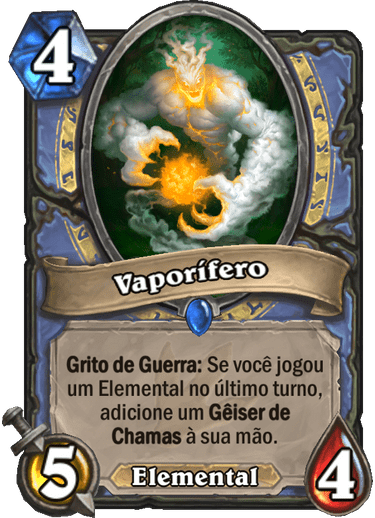 4
Vaporífero
Grito de Guerra: Se você jogou
um Elemental no último turno,
adicione um Gêiser de
Chamas à sua mão.
5
Elemental
4